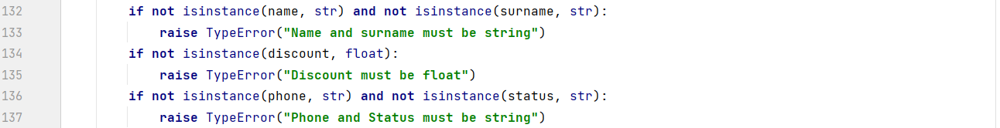 132 if not isinstance(name, str) and not isinstance(surname, str):
133 raise TypeError("Name and surname must be string")
134 if not isinstance(discount, float):
135 raise TypeError("Discount must be float")
136 if not isinstance(phone, str) and not isinstance(status, str):
137 raise TypeError("Phone and Status must be string")